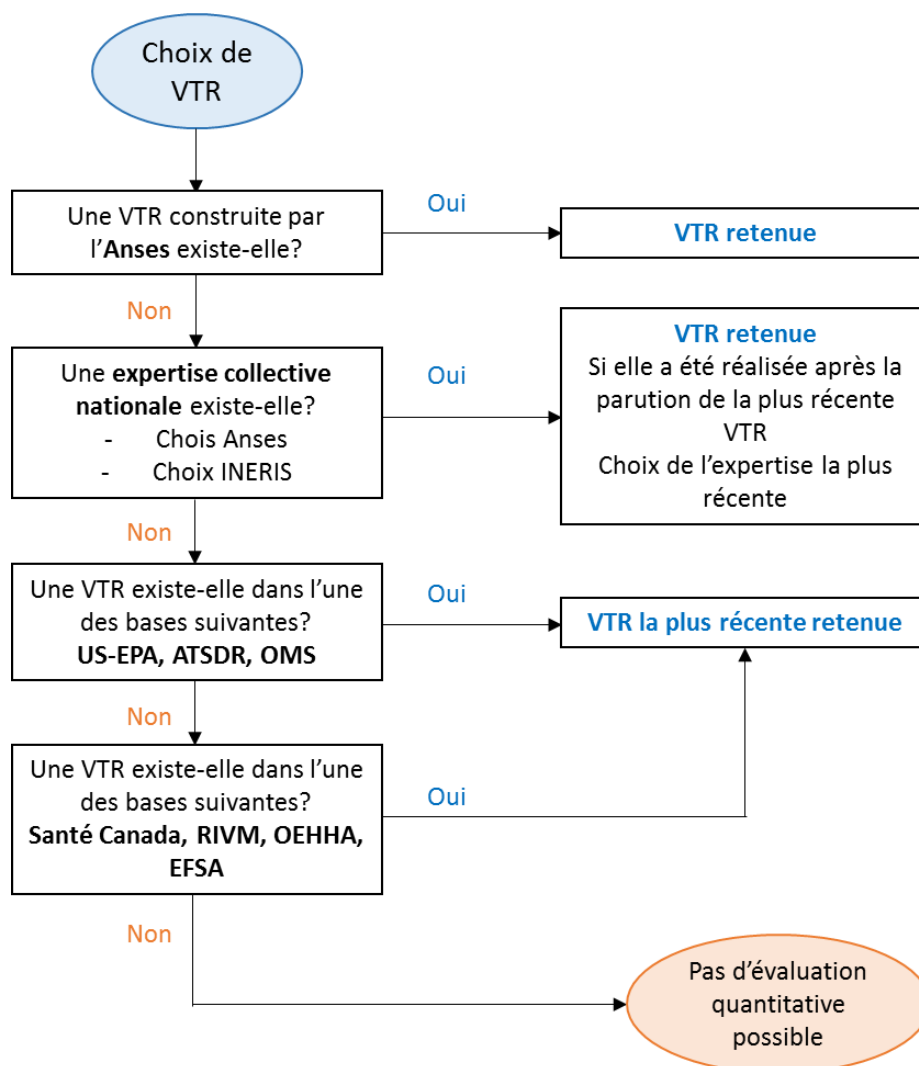 Choix de
VTR
Une VTR construite par
l'Anses existe-elle?
Oui
VTR retenue
Non
Une expertise collective
nationale existe-elle?
- Chois Anses
- Choix INERIS
Oui
VTR retenue
Si elle a été réalisée après la
parution de la plus récente
VTR
Choix de l'expertise la plus
récente
Non
Une VTR existe-elle dans l'une
des bases suivantes?
US-EPA, ATSDR, OMS
Oui
VTR la plus récente retenue
Non
Une VTR existe-elle dans l'une
des bases suivantes?
Santé Canada, RIVM, OEHHA,
EFSA
Oui
Non
Pas d'évaluation
quantitative
possible